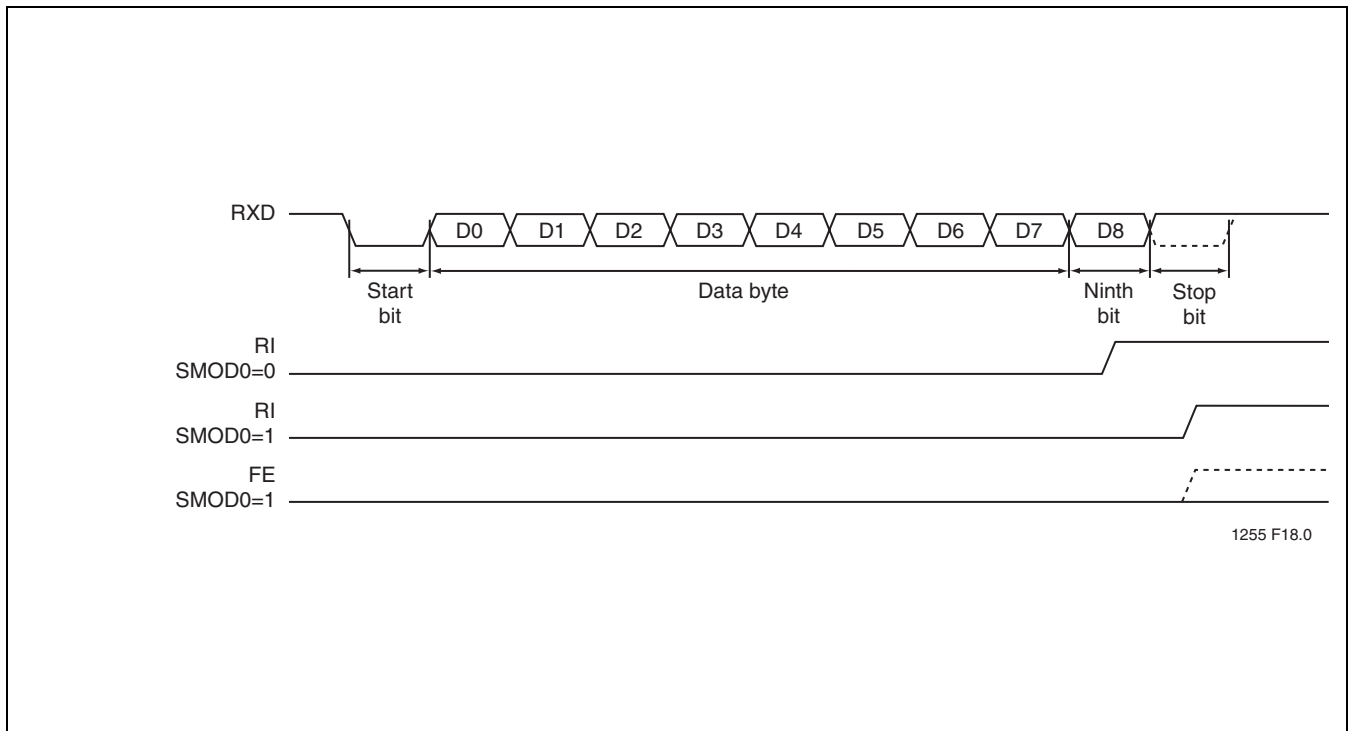 RXD
D0 D1 D2 D3 D4 D5 D6 D7 D8
Start
bit
Data byte
Ninth
bit
Stop
bit
RI
SMOD0=0
RI
SMOD0=1
FE
SMOD0=1
1255 F18.0